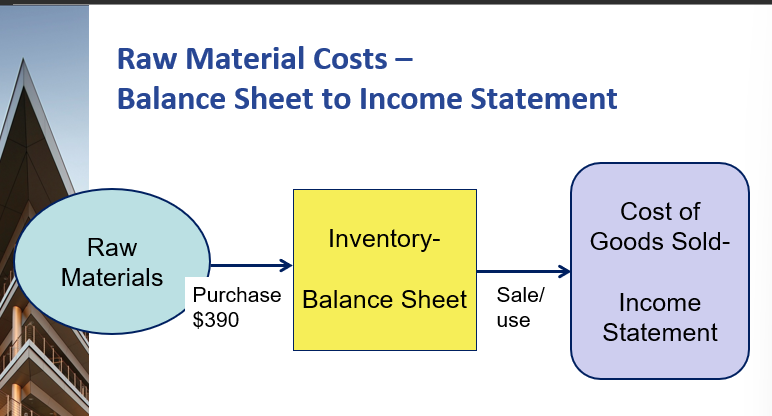 Raw Material Costs –
Balance Sheet to Income Statement
Raw
Materials
Purchase
$390
Inventory-
Balance Sheet
Sale/
use
Cost of
Goods Sold-
Income
Statement